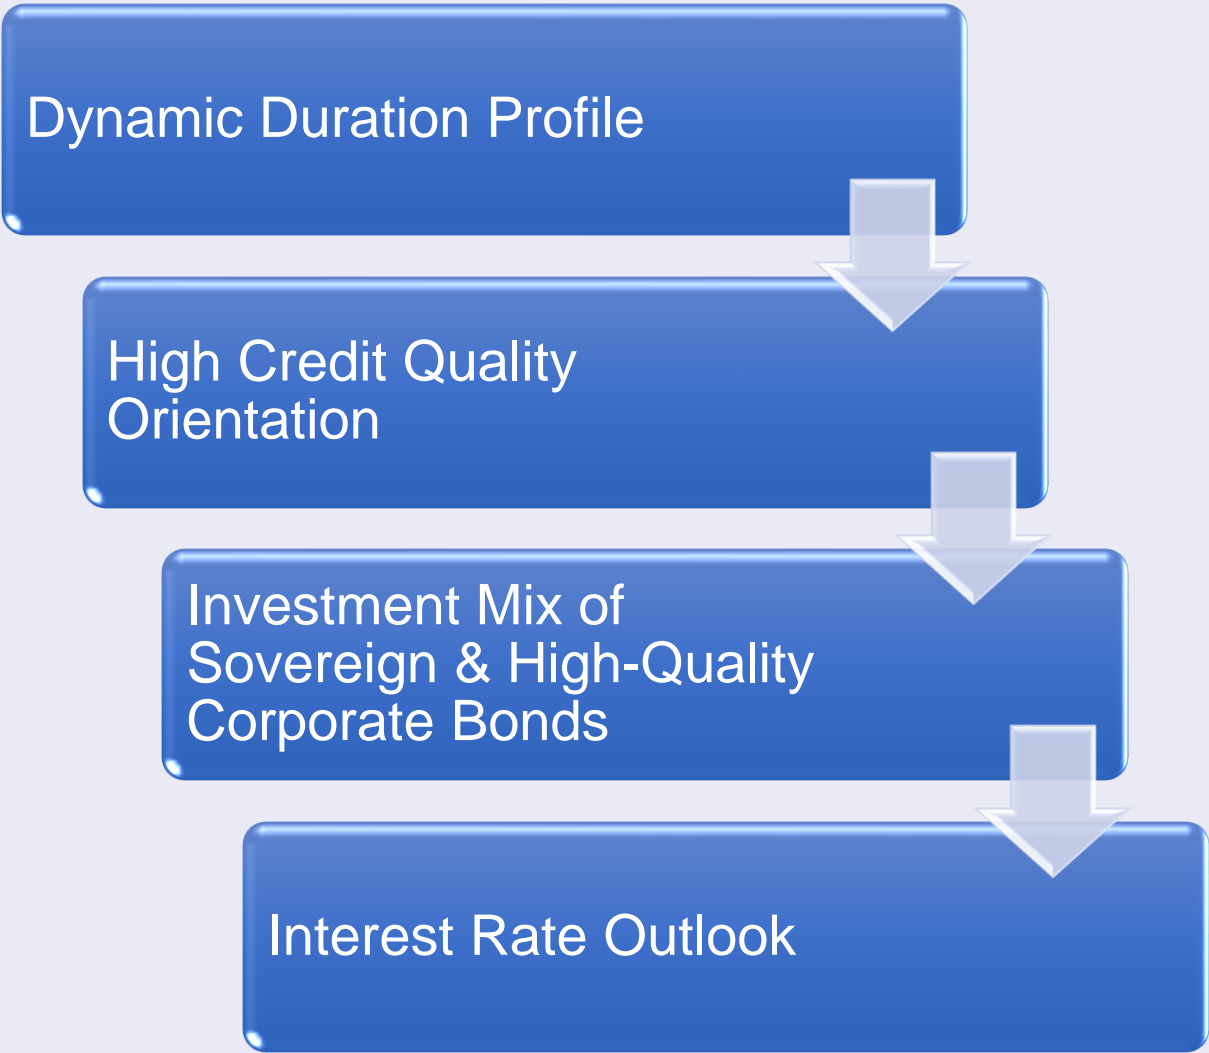 Dynamic Duration Profile
High Credit Quality
Orientation
Investment Mix of
Sovereign & High-Quality
Corporate Bonds
Interest Rate Outlook